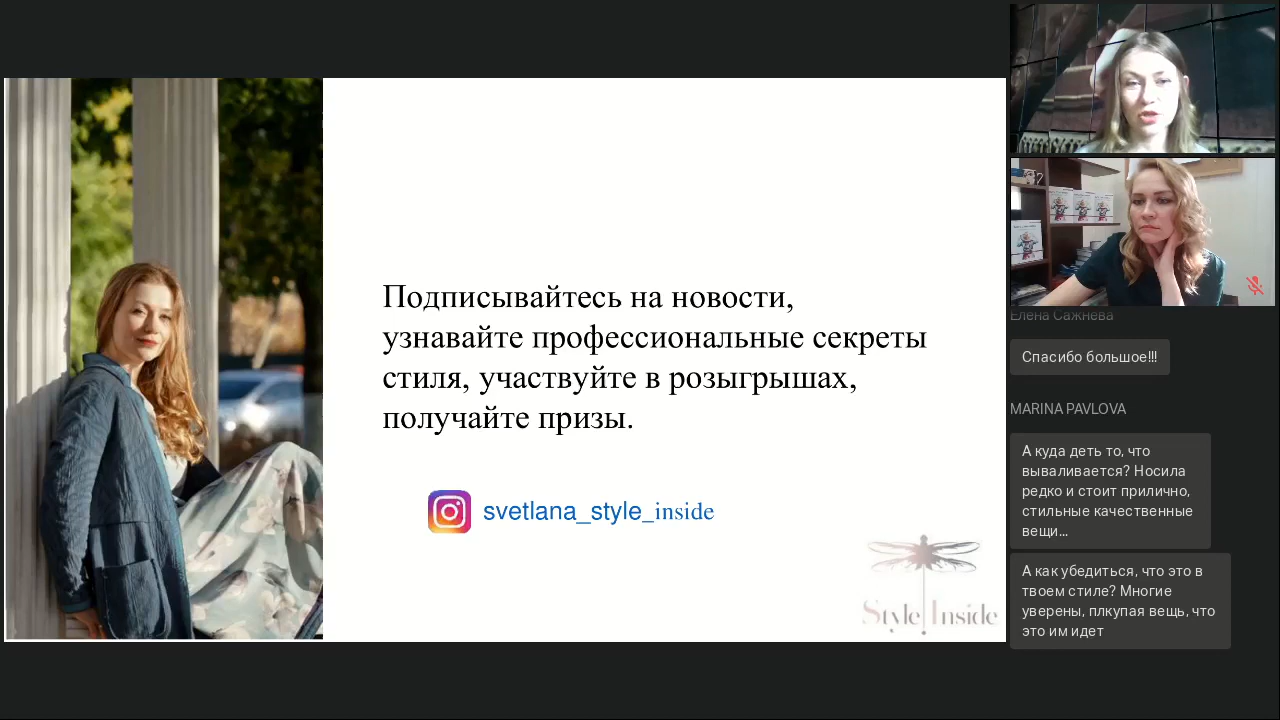 Подписывайтесь на новости,
узнавайте профессиональные секреты
стиля, участвуйте в розыгрышах,
получайте призы.
svetlana_style_inside
Style Inside
Елена Сажнева
Спасибо большое!!!
MARINA PAVLOVA
А куда деть то, что
вываливается? Носила
редко и стоит прилично,
стильные качественные
вещи...
А как убедиться, что это в
твоем стиле? Многие
уверены, плкупая вещь, что
это им идет